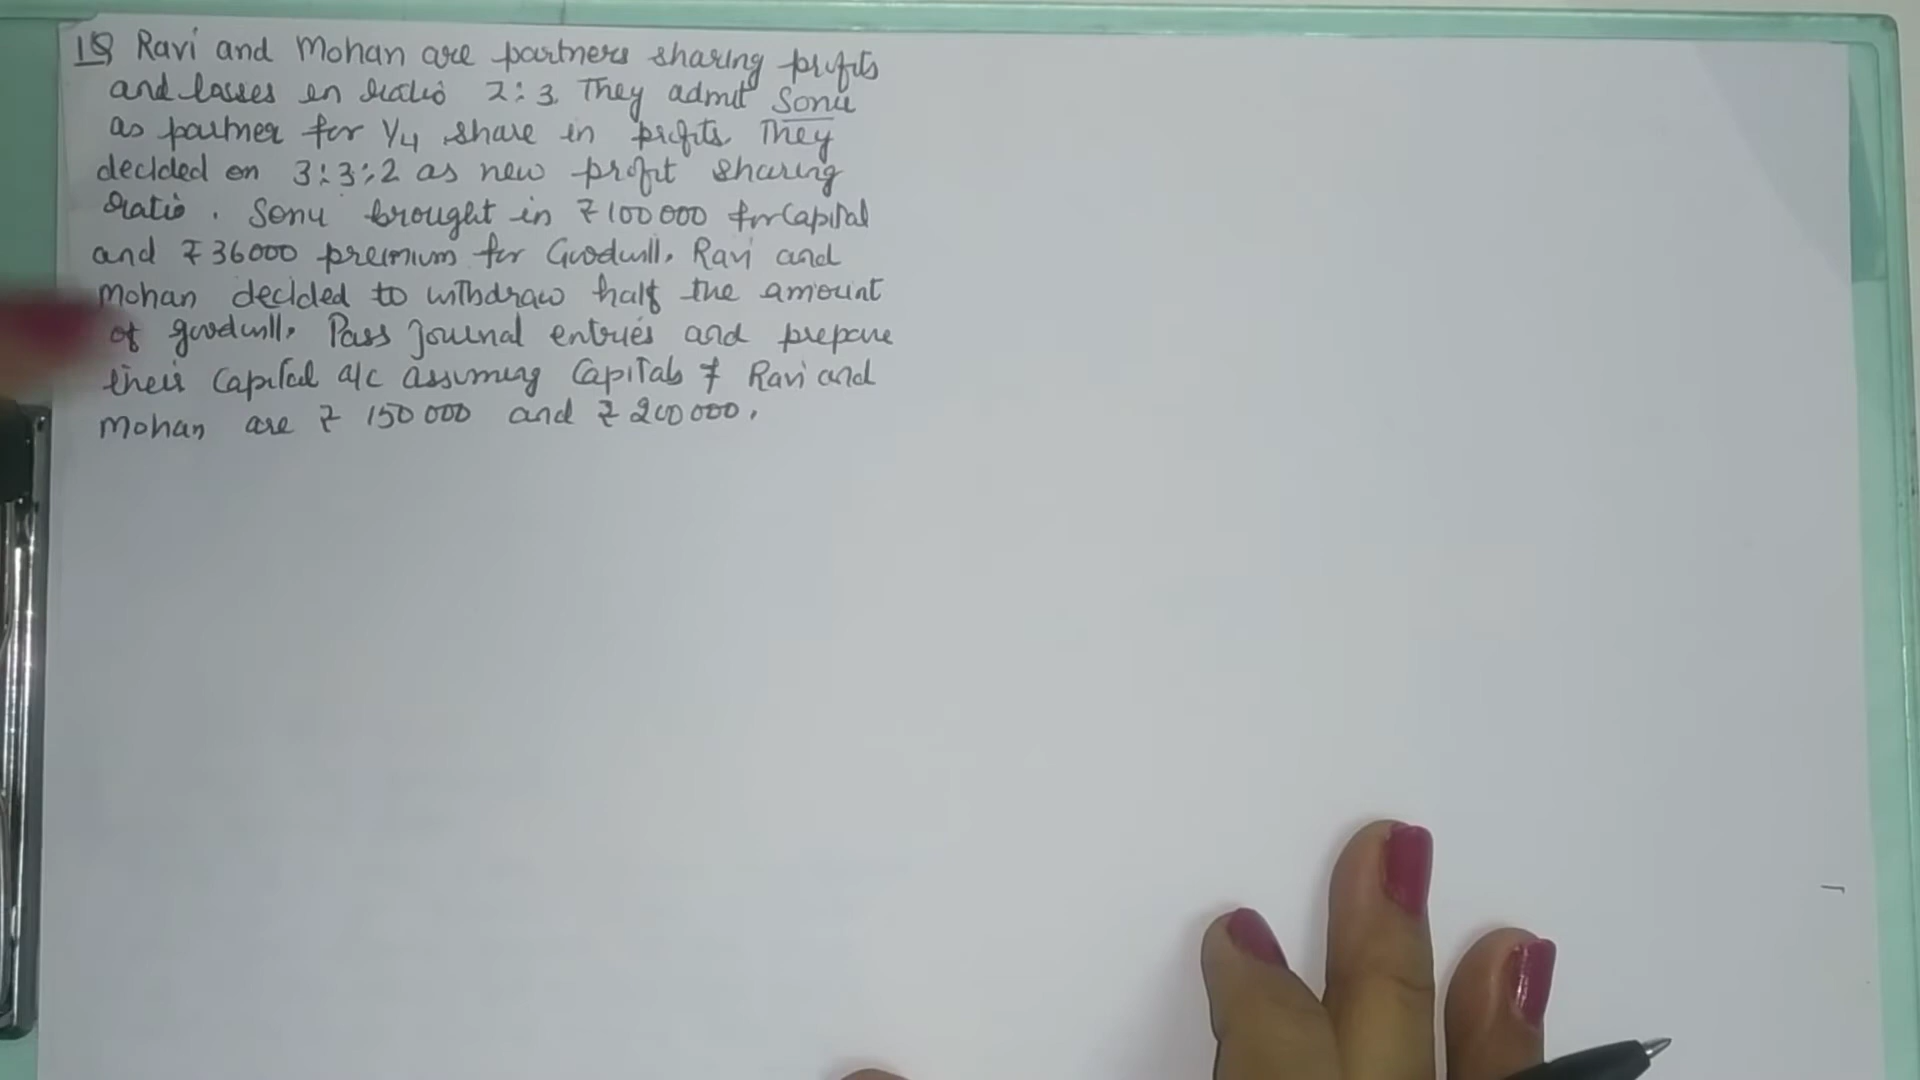 1Q Ravi and Mohan are partners sharing profits
and losses in ratio 2:3. They admit Sonu
as partner for 1/4 share in profits They
decided on 3:3:2 as new profit sharing
Ratio. Sonu brought in ₹100000 for Capital
and ₹36000 premium for Goodwill. Ravi and
Mohan decided to withdraw half the amount
of goodwill. Pass journal entries and prepare
their Capital a/c assuming Capitals of Ravi and
Mohan are ₹ 150000 and ₹ 200000.